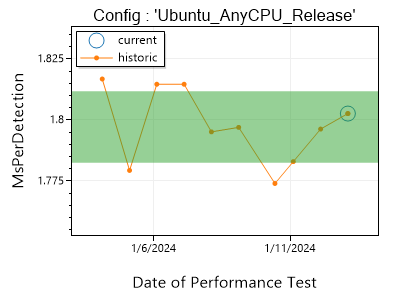 Config : 'Ubuntu_AnyCPU_Release'
current
historic
1.825
1.8
1.775
MsPerDetection
1/6/2024
1/11/2024
Date of Performance Test